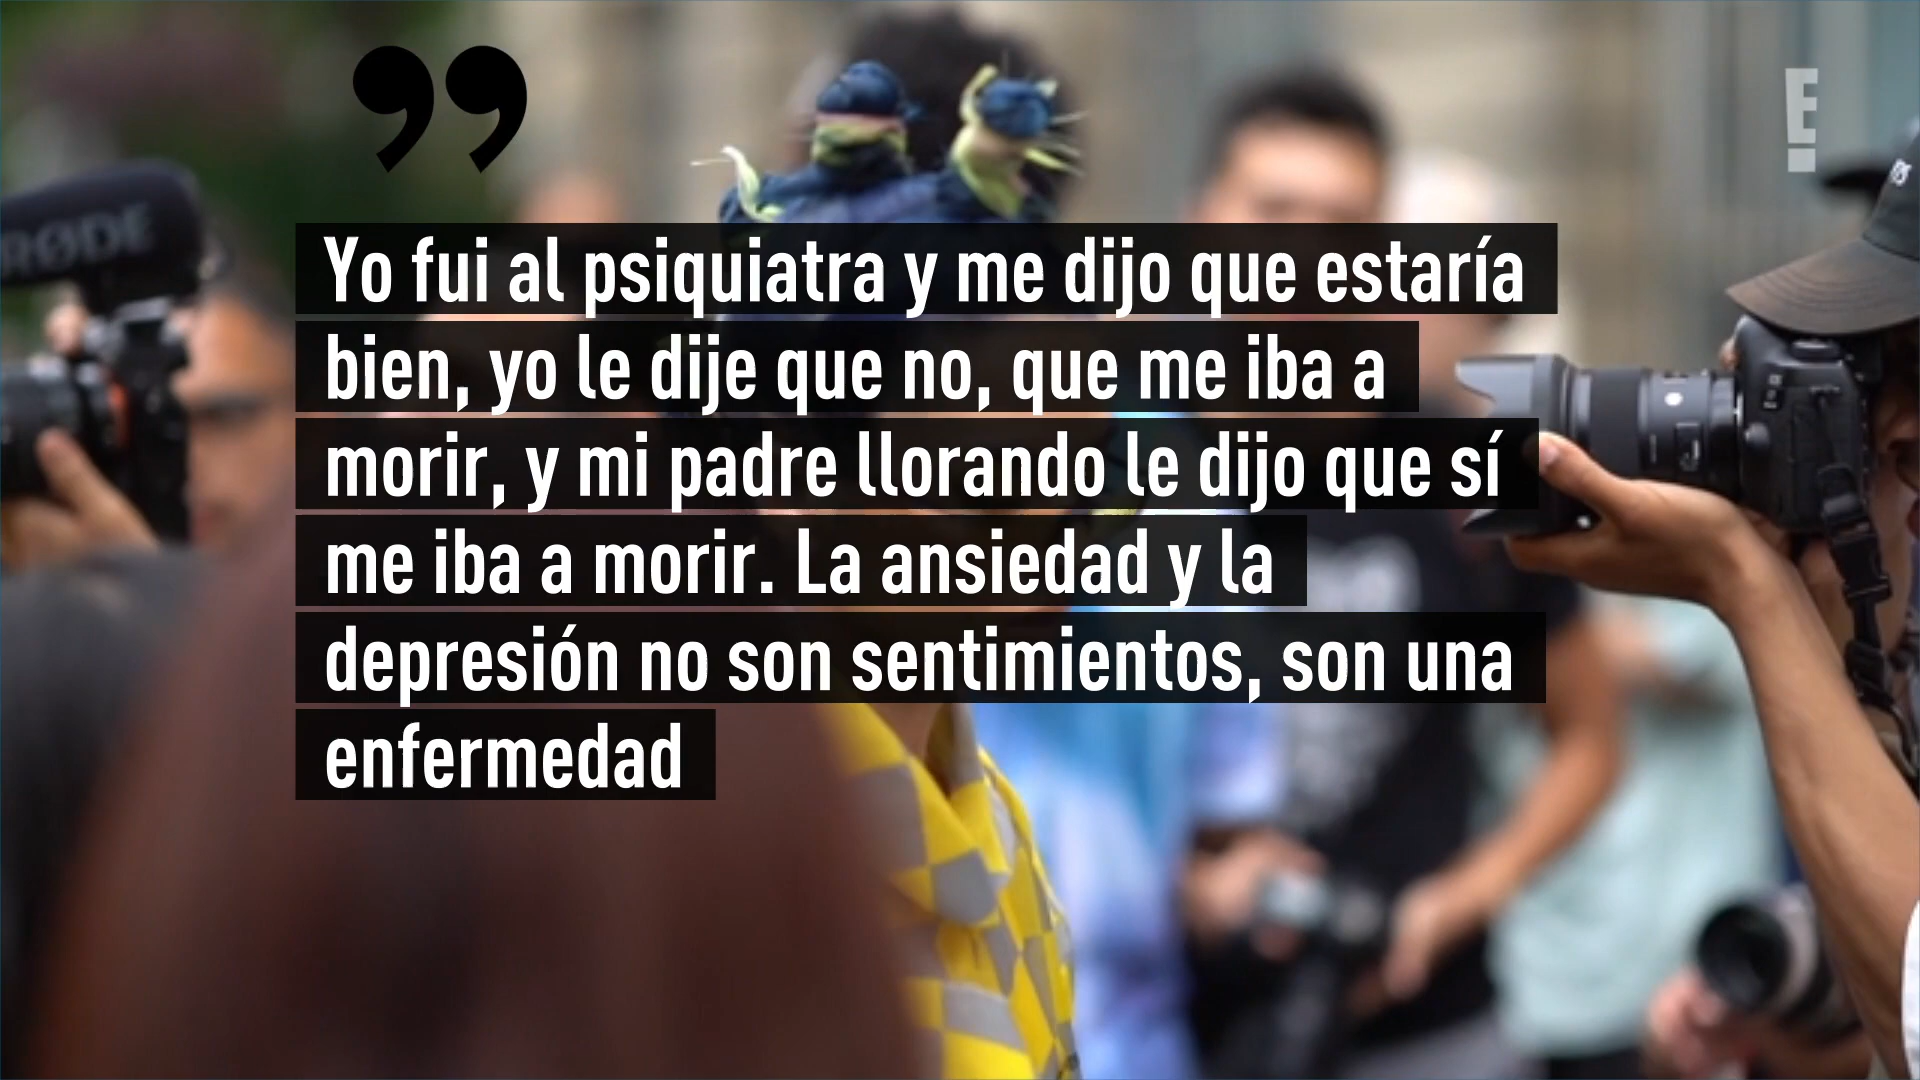 ”
E!
RØDE
Yo fui al psiquiatra y me dijo que estaría
bien, yo le dije que no, que me iba a
morir, y mi padre llorando le dijo que sí
me iba a morir. La ansiedad y la
depresión no son sentimientos, son una
enfermedad